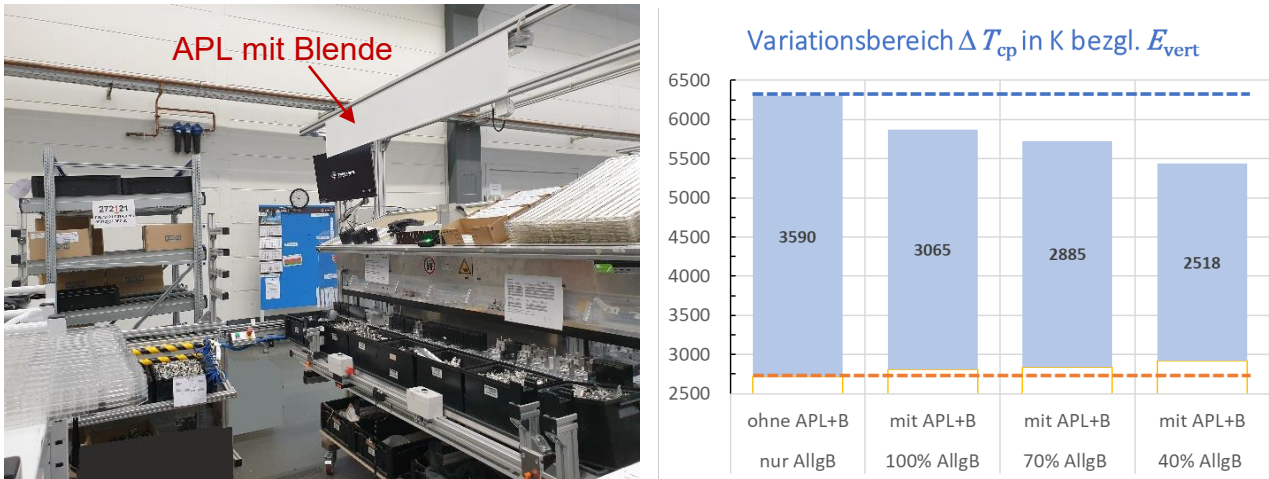 APL mit Blende
272121
Variationsbereich Δ Tcp in K bezgl. Evert
6500
6000
5500
5000
4500
4000
3500
3000
2500
3590
3065
2885
2518
ohne APL+B
mit APL+B
mit APL+B
mit APL+B
nur AllgB
100% AllgB
70% AllgB
40% AllgB